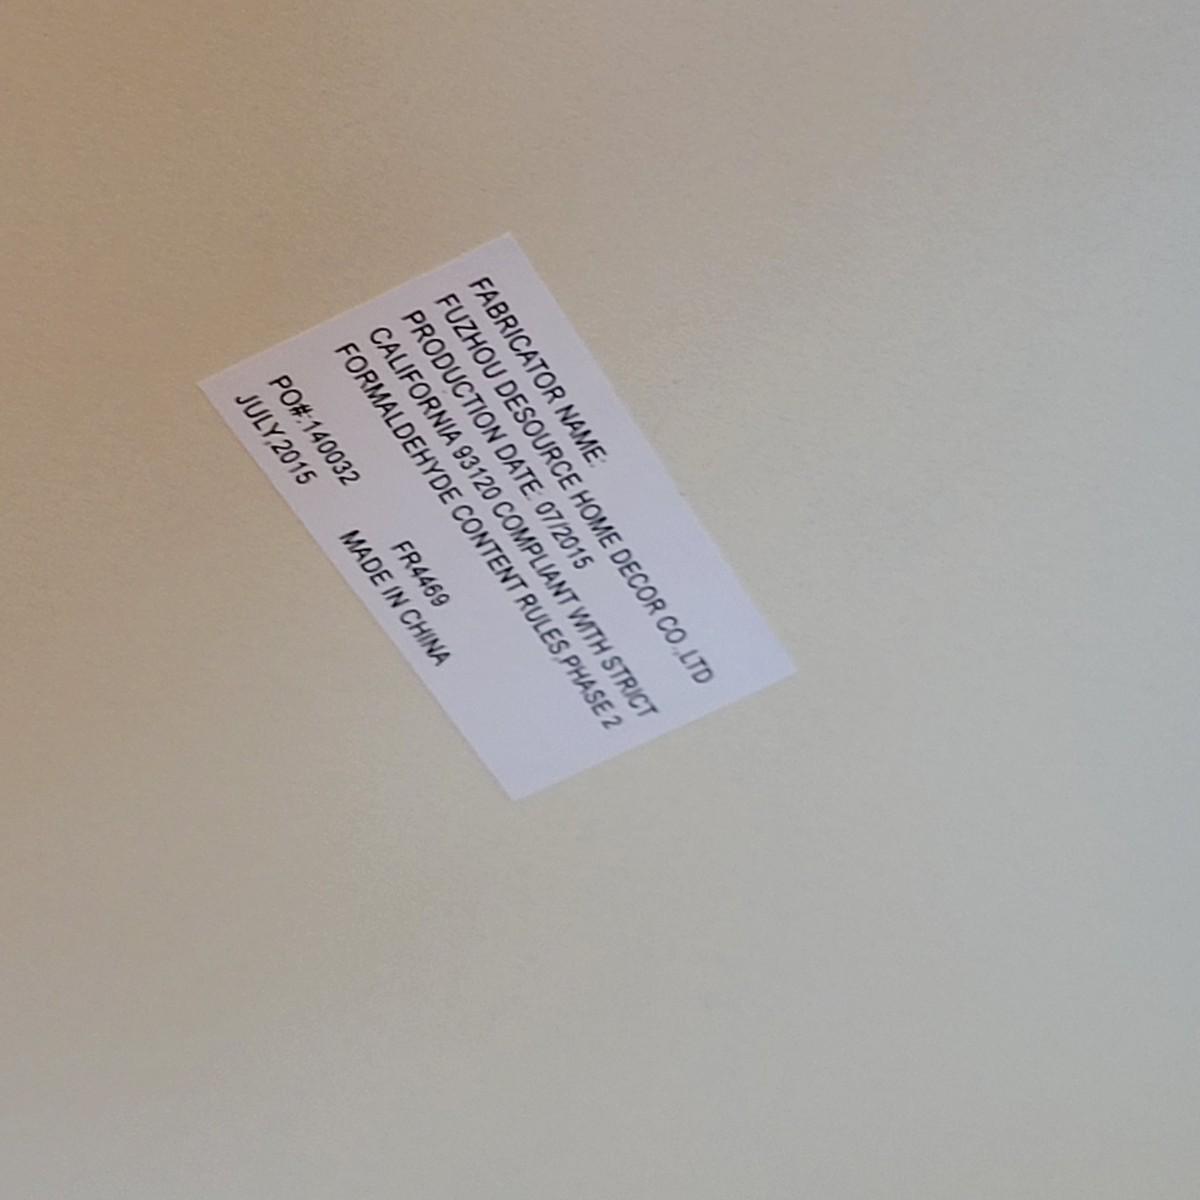 FABRICATOR NAME:
FUZHOU DESOURCE HOME DECOR CO.,LTD
PRODUCTION DATE: 07/2015
CALIFORNIA 93120 COMPLIANT WITH STRICT
FORMALDEHYDE CONTENT RULES,PHASE 2
PO#:140032 FR4469
JULY,2015 MADE IN CHINA